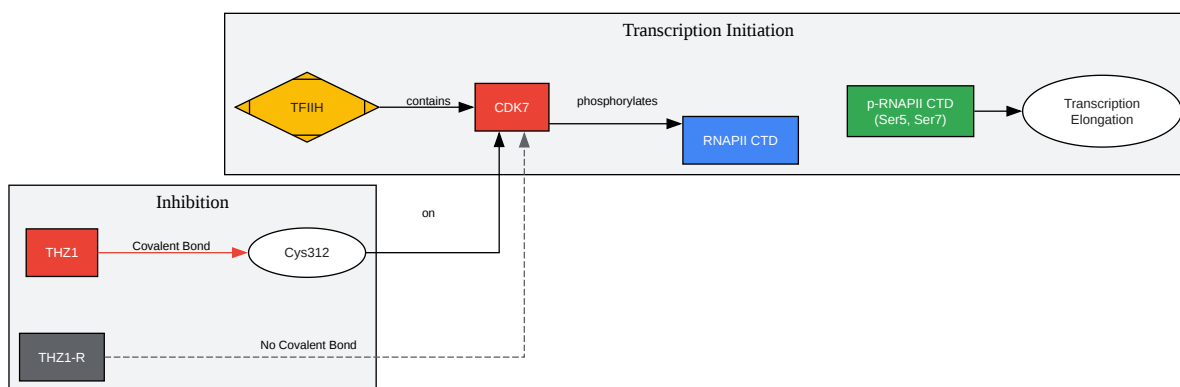 Transcription Initiation
TFIIH
contains
CDK7
phosphorylates
RNAPII CTD
p-RNAPII CTD
(Ser5, Ser7)
Transcription
Elongation
Inhibition
THZ1
Covalent Bond
Cys312
on
THZ1-R
No Covalent Bond